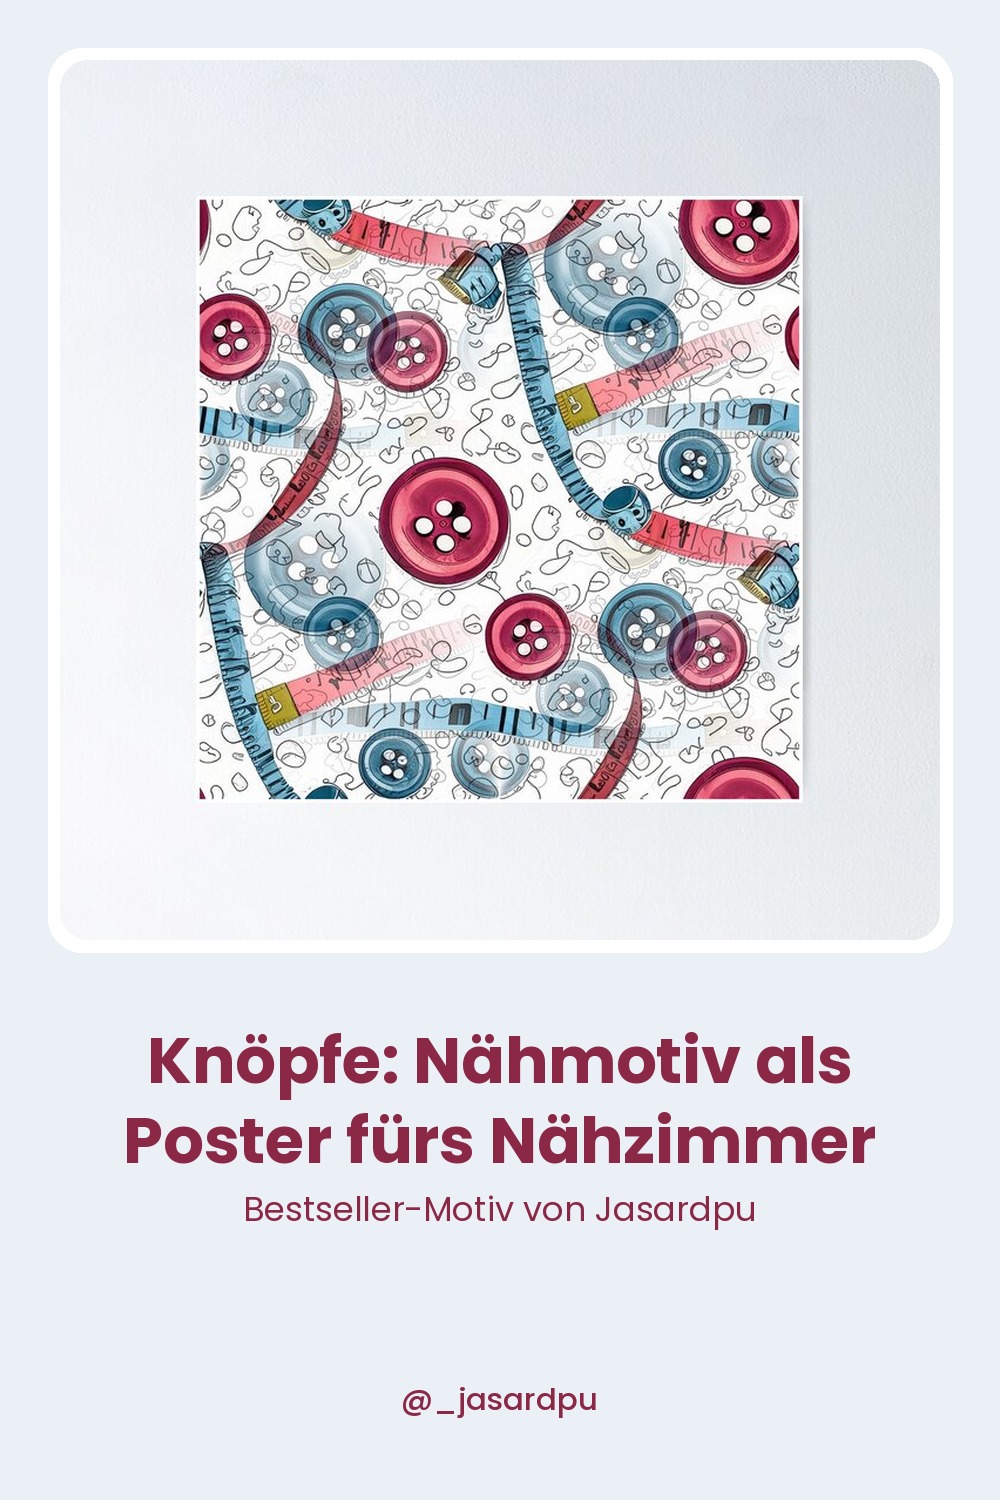 Knöpfe: Nähmotiv als
Poster fürs Nähzimmer
Bestseller-Motiv von Jasardpu
@_jasardpu